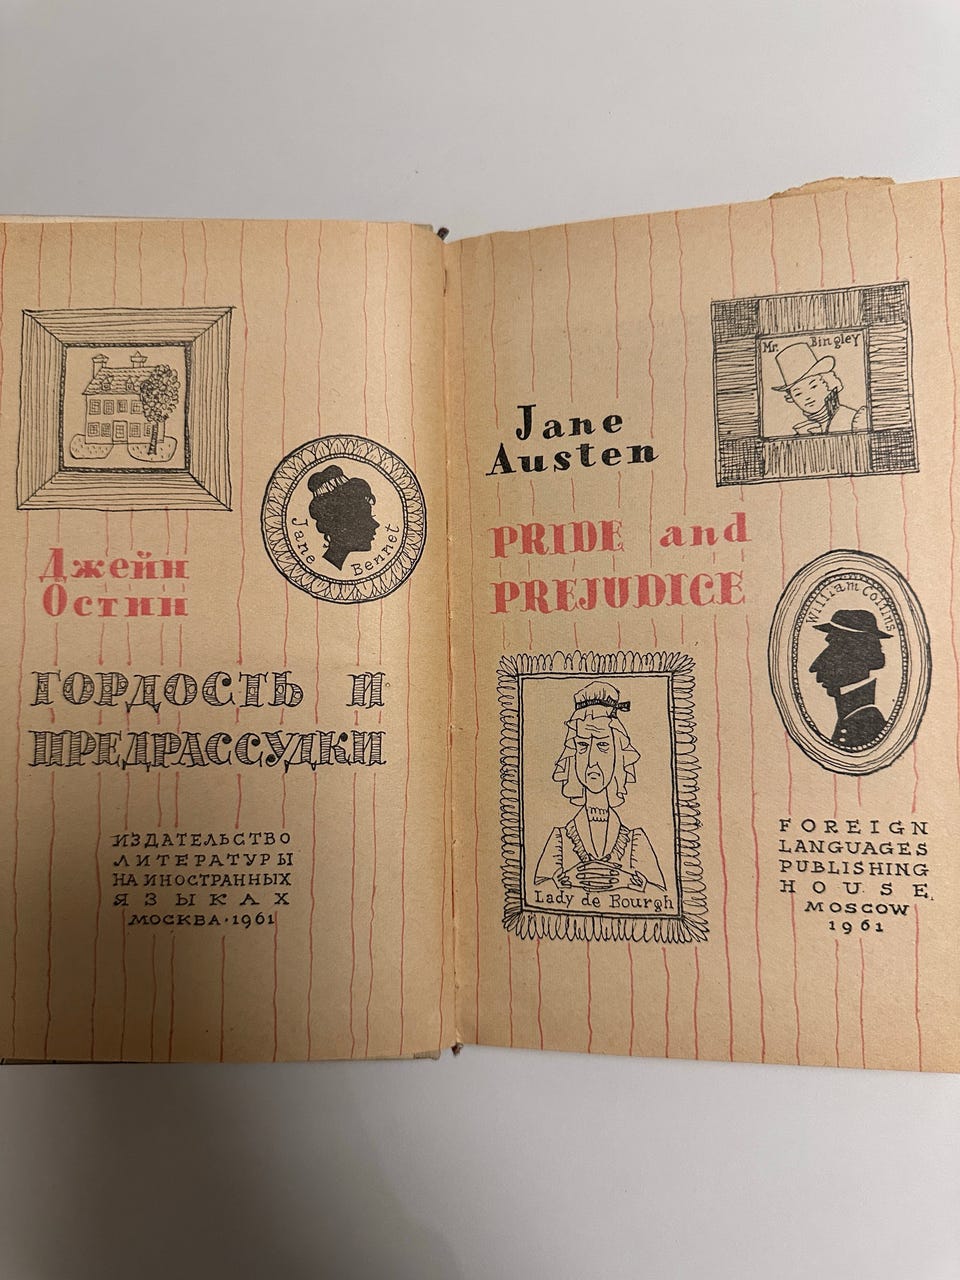 Jane Bennet
Джейн
Остин
ГОРДОСТЬ И
ПРЕДРАССУДКИ
ИЗДАТЕЛЬСТВО
ЛИТЕРАТУРЫ
НА ИНОСТРАННЫХ
ЯЗЫКАХ
МОСКВА·1961
Mr. Bingley
Jane
Austen
PRIDE and
PREJUDICE
William Collins
Lady de Bourgh
FOREIGN
LANGUAGES
PUBLISHING
HOUSE
MOSCOW
1961